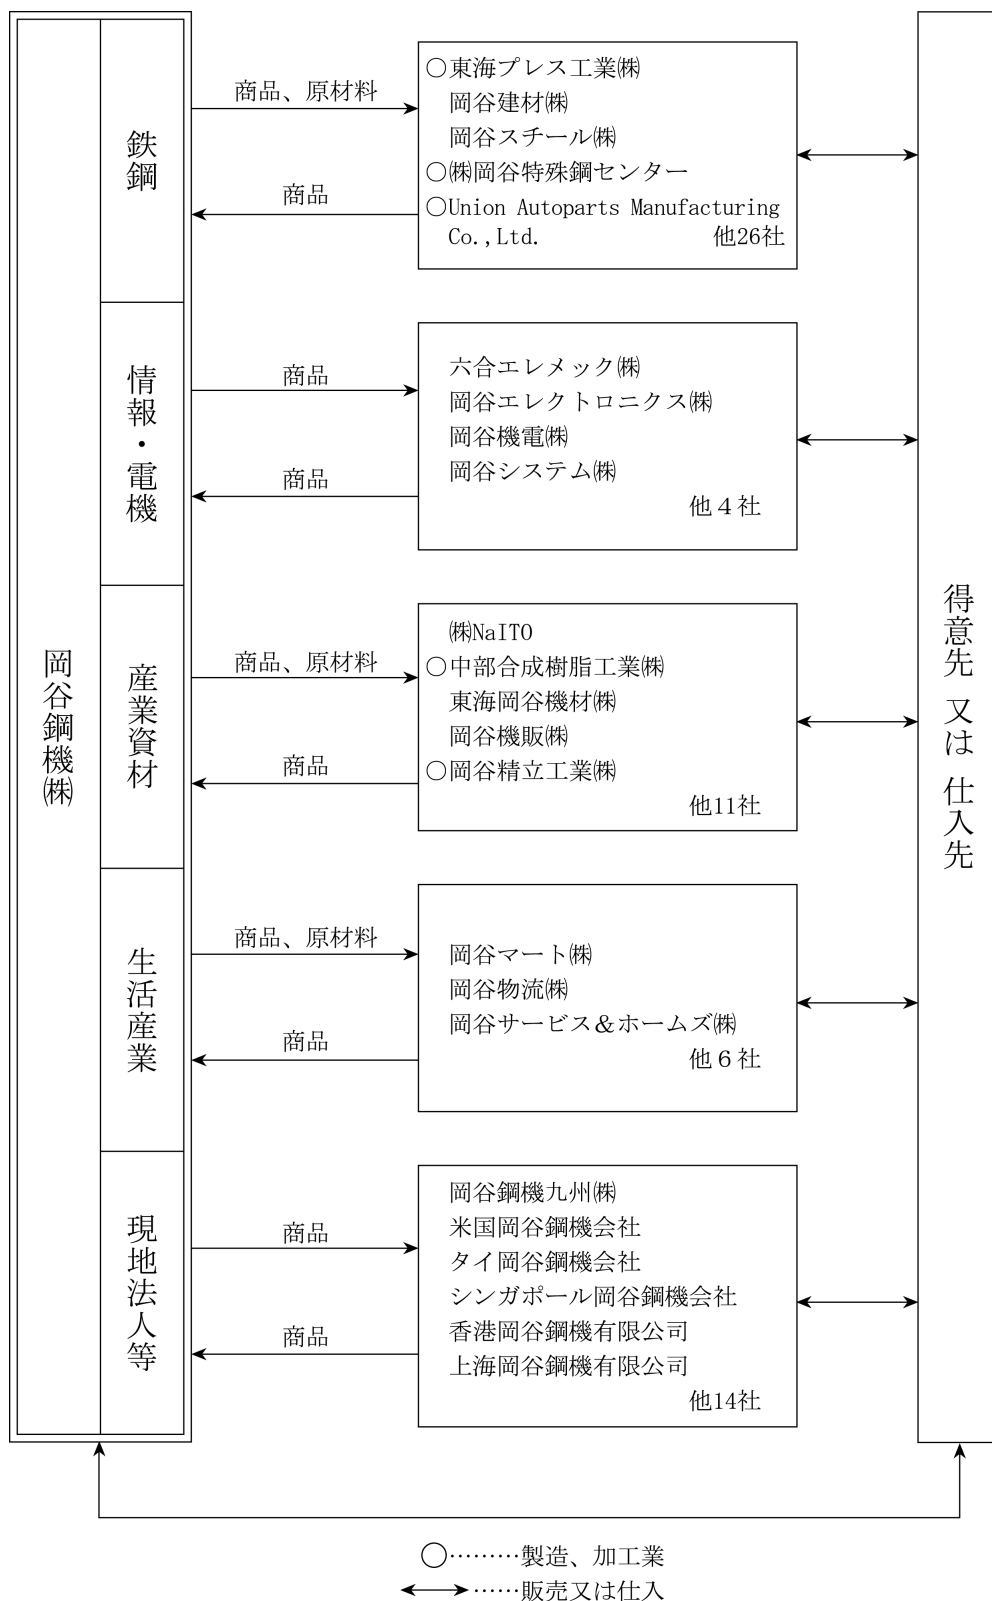 岡谷鋼機㈱
鉄鋼
商品、原材料
商品
○東海プレス工業㈱
岡谷建材㈱
岡谷スチール㈱
○㈱岡谷特殊鋼センター
○Union Autoparts Manufacturing
Co.,Ltd. 他26社
情報・電機
商品
商品
六合エレメック㈱
岡谷エレクトロニクス㈱
岡谷機電㈱
岡谷システム㈱
他４社
産業資材
商品、原材料
商品
㈱NaITO
○中部合成樹脂工業㈱
東海岡谷機材㈱
岡谷機販㈱
○岡谷精立工業㈱
他11社
生活産業
商品、原材料
商品
岡谷マート㈱
岡谷物流㈱
岡谷サービス＆ホームズ㈱
他６社
現地法人等
商品
商品
岡谷鋼機九州㈱
米国岡谷鋼機会社
タイ岡谷鋼機会社
シンガポール岡谷鋼機会社
香港岡谷鋼機有限公司
上海岡谷鋼機有限公司
他14社
得意先 又は 仕入先
○………製造、加工業
↔……販売又は仕入